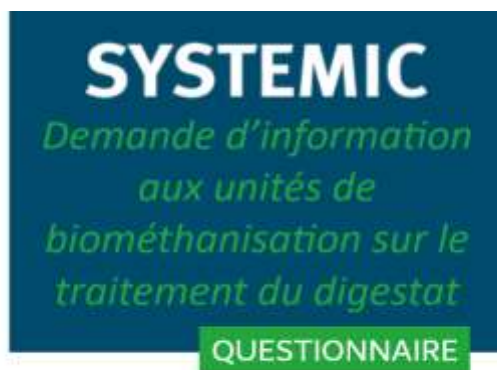 SYSTEMIC
Demande d'information
aux unités de
biométhanisation sur le
traitement du digestat
QUESTIONNAIRE